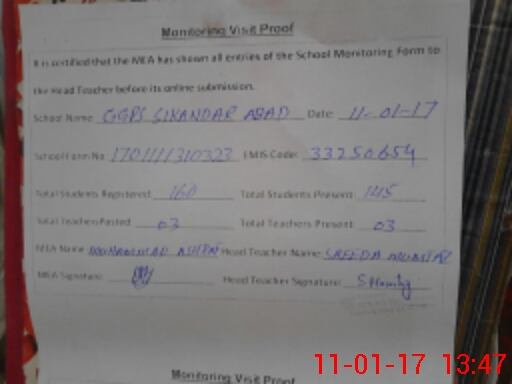 Monitoring Visit Proof
It is certified that the MEA has shown all entries of the School Monitoring Form to
the Head Teacher before its online submission.
School Name: GGPS SIKANDAR ABAD Date: 11-01-17
School Form No 1701111310323 EMIS Code: 33250654
Total Students Registered: 160 Total Students Present: 145
Total Teachers Posted: 03 Total Teachers Present: 03
MEA Name: MUHAMMAD Head Teacher Name:
MEA Signature: Head Teacher Signature:
Monitoring Visit Proof
11-01-17 13:47